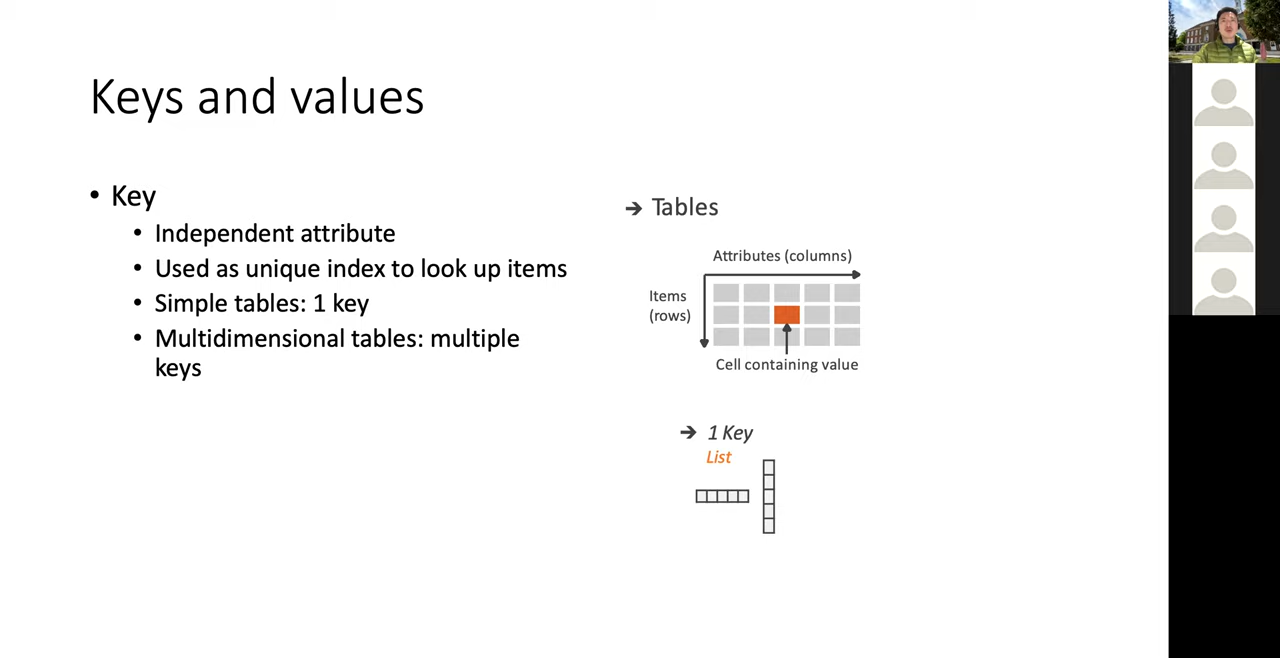 Keys and values
• Key
• Independent attribute
• Used as unique index to look up items
• Simple tables: 1 key
• Multidimensional tables: multiple
keys
➔ Tables
Attributes (columns)
Items
(rows)
Cell containing value
➔ 1 Key
List